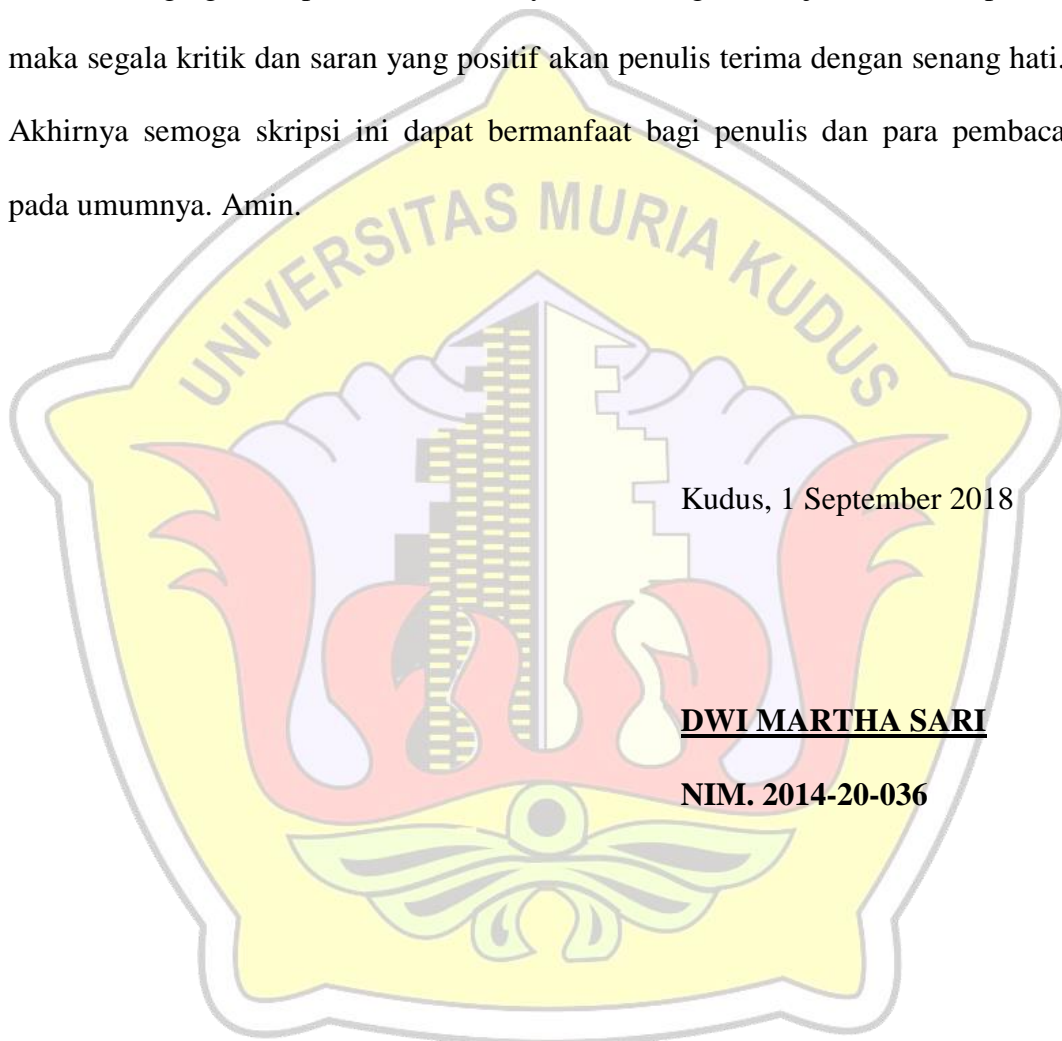 maka segala kritik dan saran yang positif akan penulis terima dengan senang hati.
Akhirnya semoga skripsi ini dapat bermanfaat bagi penulis dan para pembaca
pada umumnya. Amin.
UNIVERSITAS MURIA KUDUS
Kudus, 1 September 2018
DWI MARTHA SARI
NIM. 2014-20-036